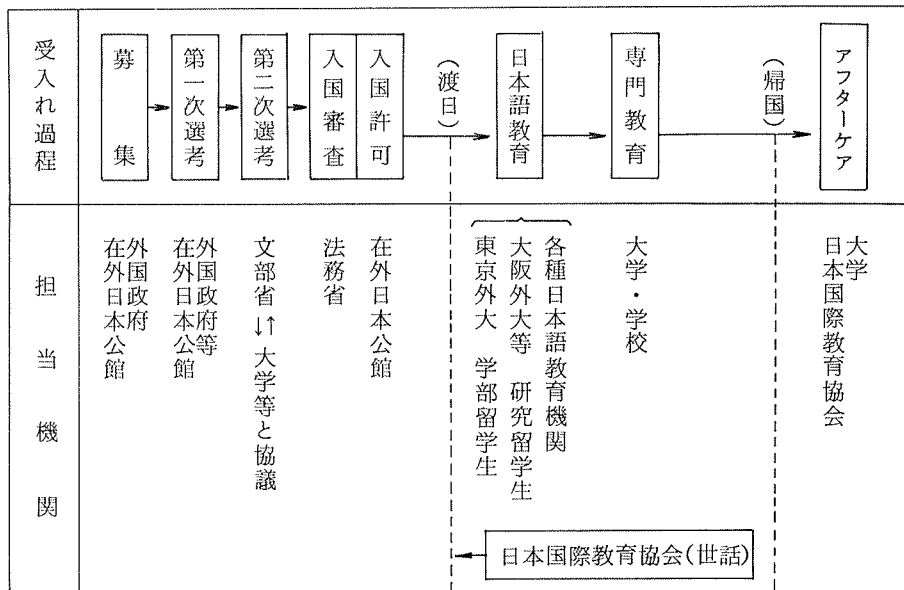 受入れ過程
募集
第一次選考
第二次選考
入国審査
入国許可
(渡日)
日本語教育
専門教育
(帰国)
アフターケア
担当機関
外国政府
在外日本公館
外国政府等
在外日本公館
文部省↓↑大学等と協議
法務省
在外日本公館
各種日本語教育機関
大阪外大等 研究留学生
東京外大 学部留学生
大学・学校
大学
日本国際教育協会
日本国際教育協会(世話)